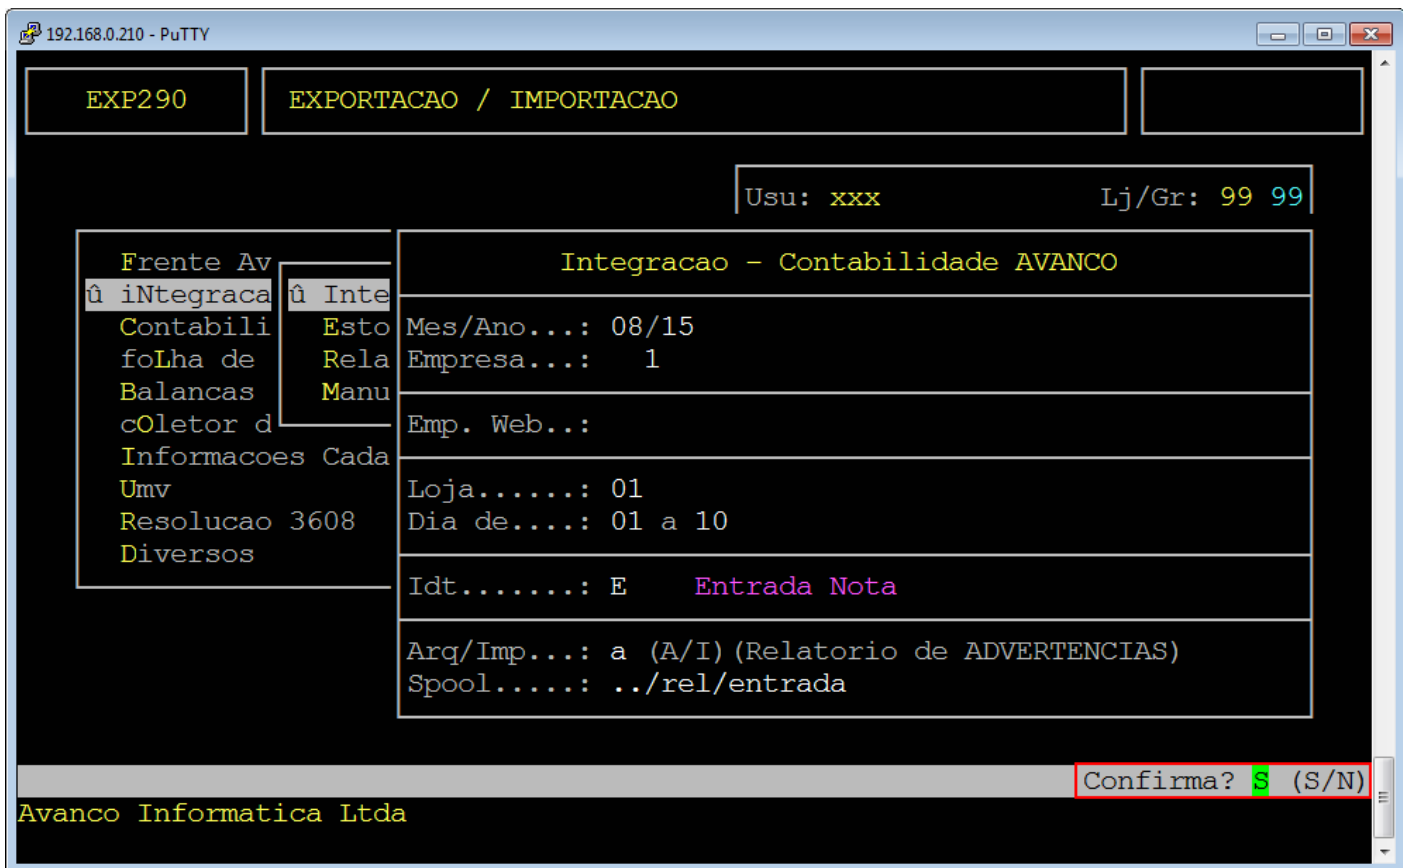 192.168.0.210 - PuTTY
EXP290
EXPORTACAO / IMPORTACAO
Usu: xxx Lj/Gr: 99 99
Frente Av
û iNtegraca
Contabili
foLha de
Balancas
cOletor d
Informacoes Cada
Umv
Resolucao 3608
Diversos
û Inte
Esto
Rela
Manu
Integracao - Contabilidade AVANCO
Mes/Ano...: 08/15
Empresa...: 1
Emp. Web..:
Loja......: 01
Dia de....: 01 a 10
Idt.......: E Entrada Nota
Arq/Imp...: a (A/I)(Relatorio de ADVERTENCIAS)
Spool.....: ../rel/entrada
Confirma? S (S/N)
Avanco Informatica Ltda